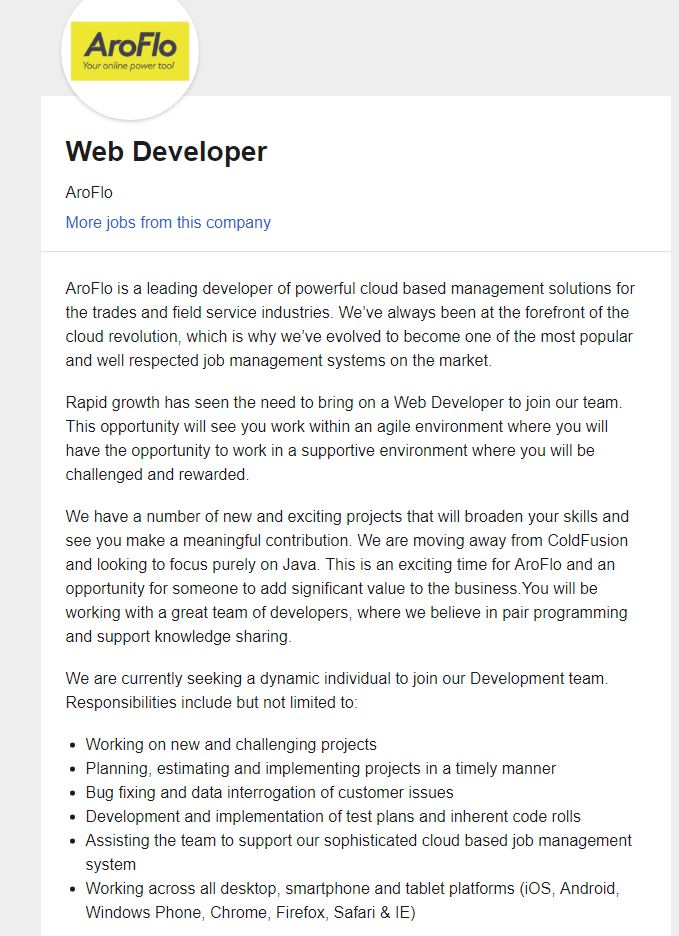 AroFlo
Your online power tool
Web Developer
AroFlo
More jobs from this company
AroFlo is a leading developer of powerful cloud based management solutions for
the trades and field service industries. We’ve always been at the forefront of the
cloud revolution, which is why we’ve evolved to become one of the most popular
and well respected job management systems on the market.
Rapid growth has seen the need to bring on a Web Developer to join our team.
This opportunity will see you work within an agile environment where you will
have the opportunity to work in a supportive environment where you will be
challenged and rewarded.
We have a number of new and exciting projects that will broaden your skills and
see you make a meaningful contribution. We are moving away from ColdFusion
and looking to focus purely on Java. This is an exciting time for AroFlo and an
opportunity for someone to add significant value to the business.You will be
working with a great team of developers, where we believe in pair programming
and support knowledge sharing.
We are currently seeking a dynamic individual to join our Development team.
Responsibilities include but not limited to:
• Working on new and challenging projects
• Planning, estimating and implementing projects in a timely manner
• Bug fixing and data interrogation of customer issues
• Development and implementation of test plans and inherent code rolls
• Assisting the team to support our sophisticated cloud based job management
system
• Working across all desktop, smartphone and tablet platforms (iOS, Android,
Windows Phone, Chrome, Firefox, Safari & IE)